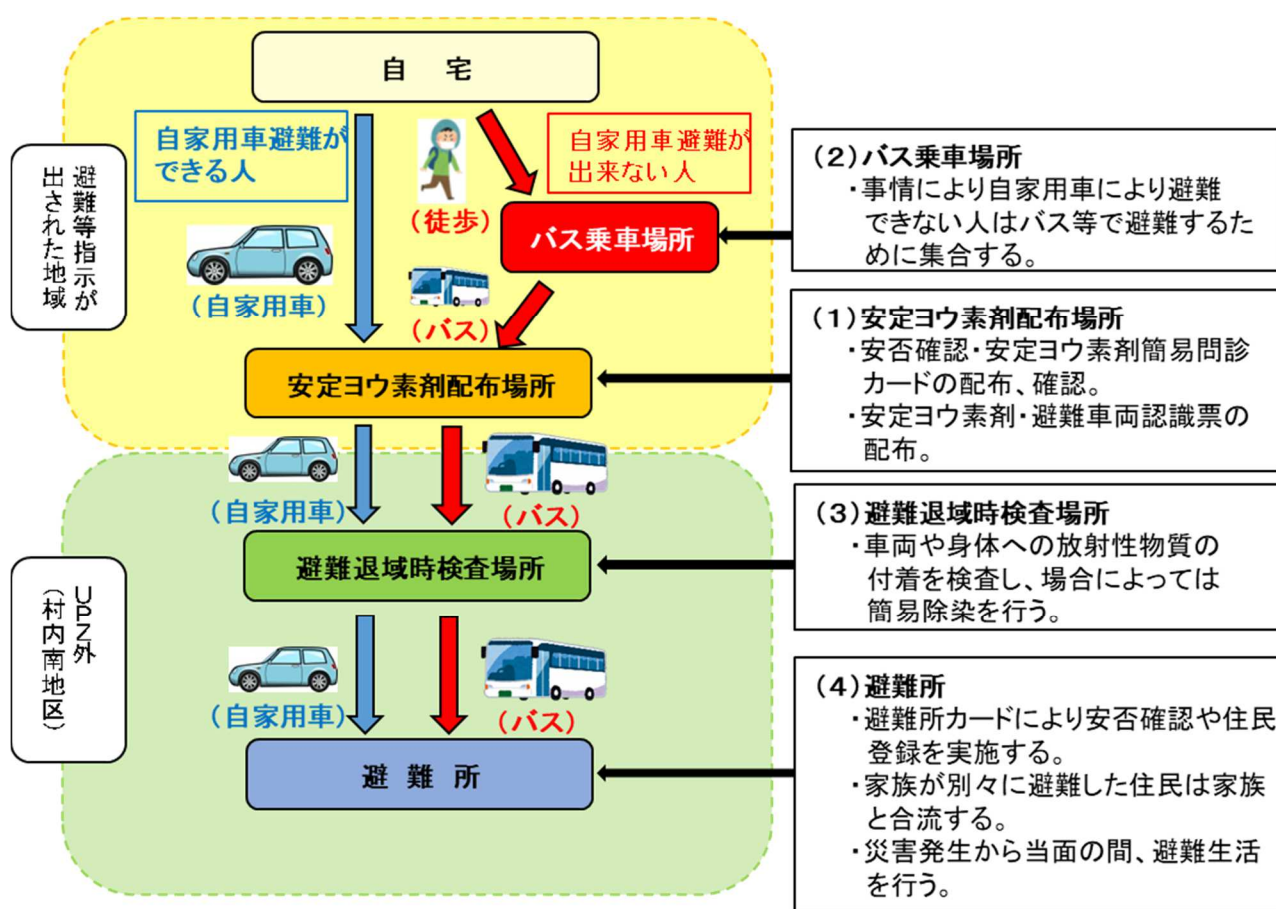 自 宅
自家用車避難が
できる人
自家用車避難が
出来ない人
(徒歩)
(自家用車)
バス乗車場所
(バス)
安定ヨウ素剤配布場所
避難等指示が
出された地域
(自家用車)
(バス)
避難退域時検査場所
(自家用車)
(バス)
避 難 所
UPZ外
(村内南地区)
(2)バス乗車場所
・事情により自家用車により避難
できない人はバス等で避難するた
めに集合する。
(1)安定ヨウ素剤配布場所
・安否確認・安定ヨウ素剤簡易問診
カードの配布、確認。
・安定ヨウ素剤・避難車両認識票の
配布。
(3)避難退域時検査場所
・車両や身体への放射性物質の
付着を検査し、場合によっては
簡易除染を行う。
(4)避難所
・避難所カードにより安否確認や住民
登録を実施する。
・家族が別々に避難した住民は家族
と合流する。
・災害発生から当面の間、避難生活
を行う。